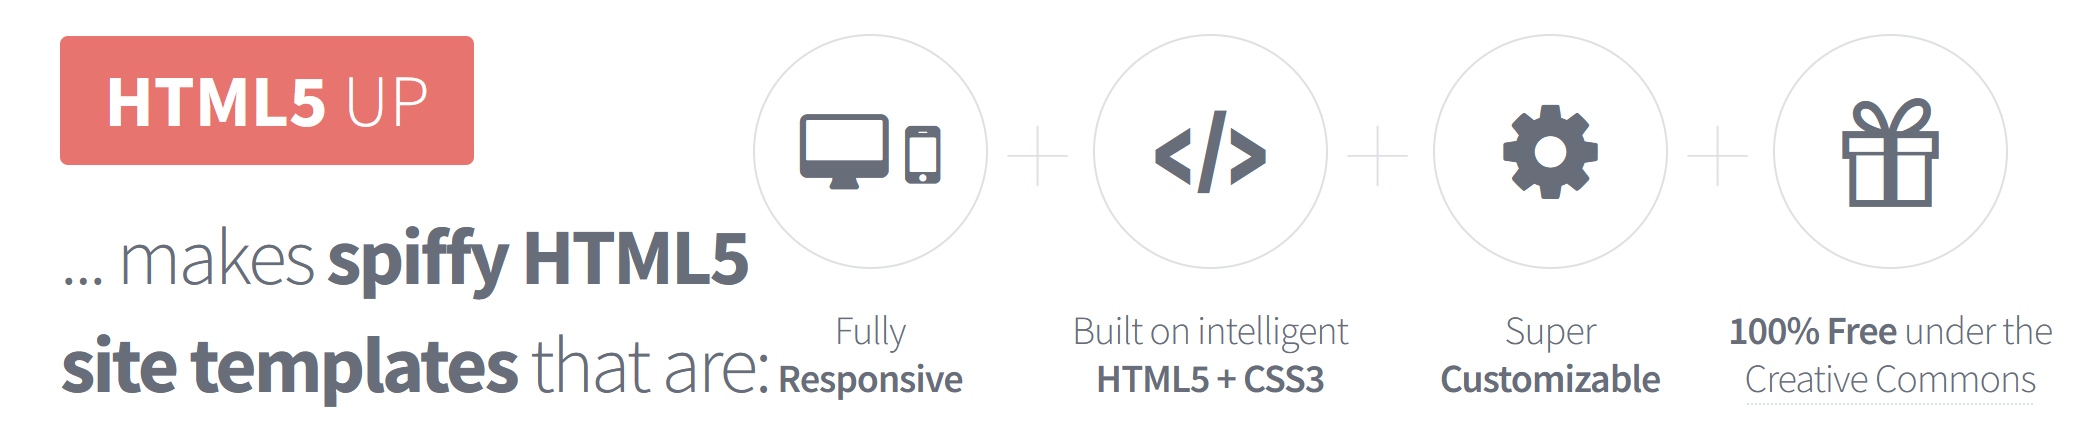 HTML5 UP
... makes spiffy HTML5
site templates that are:
Fully
Responsive
Built on intelligent
HTML5 + CSS3
Super
Customizable
100% Free under the
Creative Commons